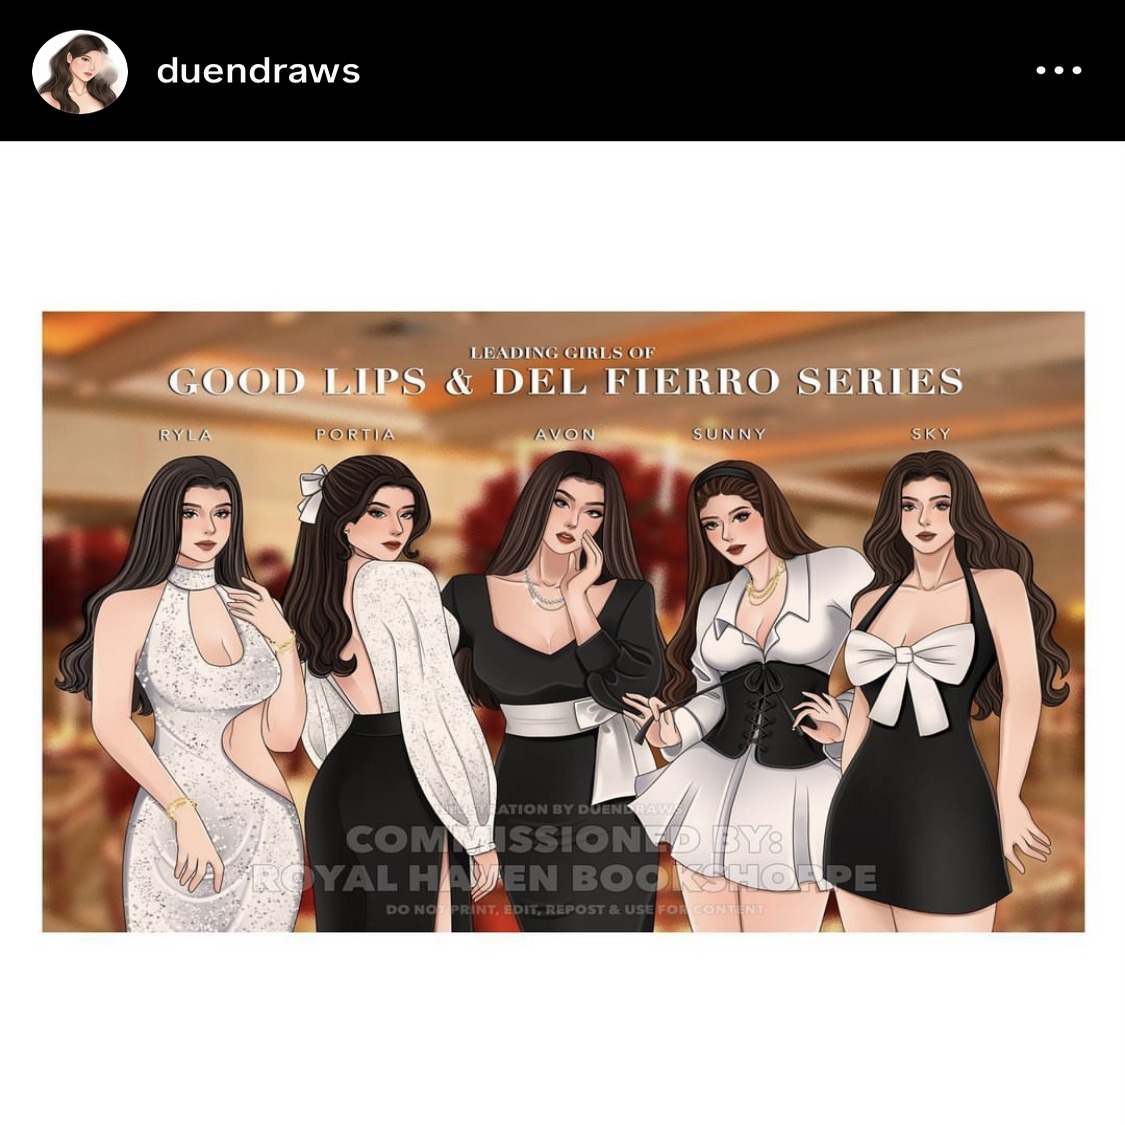 duendraws
LEADING GIRLS OF
GOOD LIPS & DEL FIERRO SERIES
RYLA PORTIA AVON SUNNY SKY
ILLUSTRATION BY DUENDRAWS
COMMISSIONED BY:
ROYAL HAVEN BOOKSHOPPE
DO NOT PRINT, EDIT, REPOST & USE FOR CONTENT